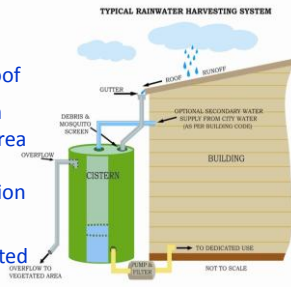 TYPICAL RAINWATER HARVESTING SYSTEM
oof
area
ion
ted
ROOF RUNOFF
GUTTER
DEBRIS &
MOSQUITO
SCREEN
OPTIONAL SECONDARY WATER
SUPPLY FROM CITY WATER
(AS PER BUILDING CODE)
OVERFLOW
CISTERN
BUILDING
TO DEDICATED USE
PUMP &
FILTER
OVERFLOW TO
VEGETATED AREA
NOT TO SCALE